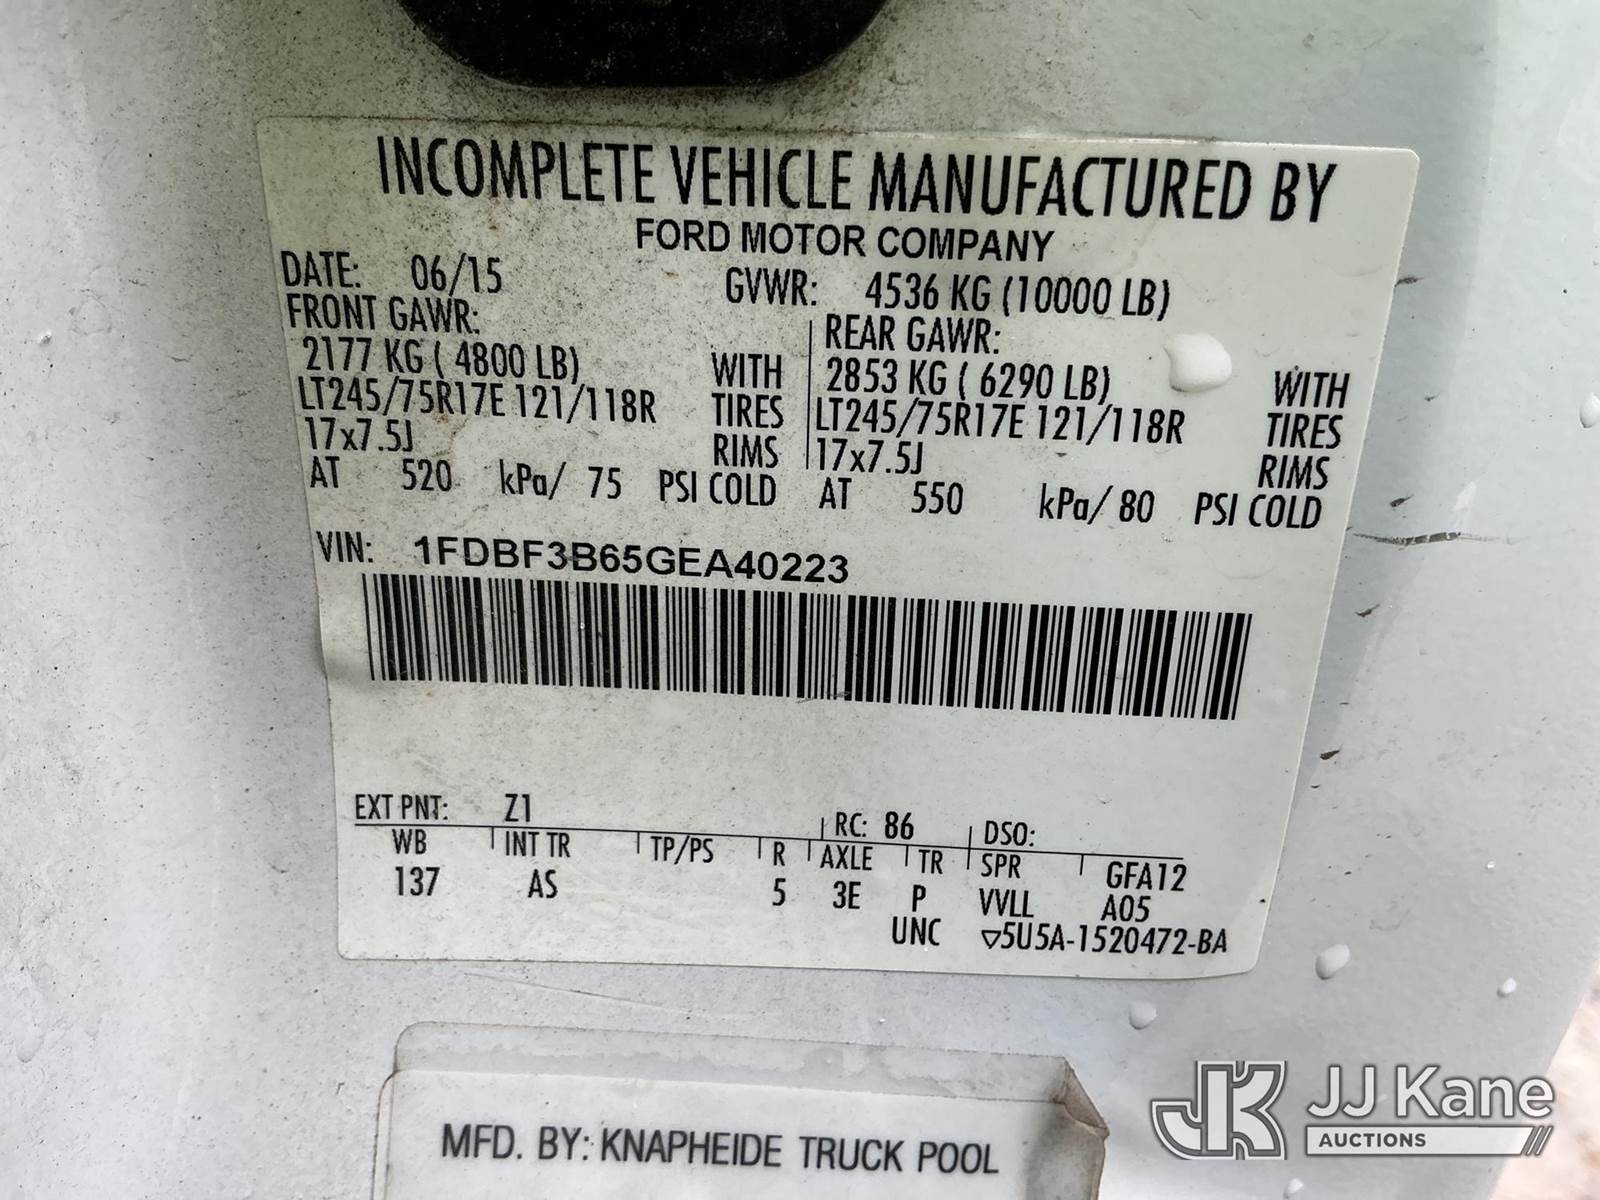 INCOMPLETE VEHICLE MANUFACTURED BY
FORD MOTOR COMPANY
DATE: 06/15 GVWR: 4536 KG (10000 LB)
FRONT GAWR: REAR GAWR:
2177 KG ( 4800 LB) WITH 2853 KG ( 6290 LB) WITH
LT245/75R17E 121/118R TIRES LT245/75R17E 121/118R TIRES
17x7.5J RIMS 17x7.5J RIMS
AT 520 kPa/ 75 PSI COLD AT 550 kPa/ 80 PSI COLD
VIN: 1FDBF3B65GEA40223
EXT PNT: Z1 RC: 86 DSO:
WB INT TR TP/PS R AXLE TR SPR GFA12
137 AS 5 3E P VVLL A05
UNC ▽5U5A-1520472-BA
MFD. BY: KNAPHEIDE TRUCK POOL
JK JJ Kane
AUCTIONS